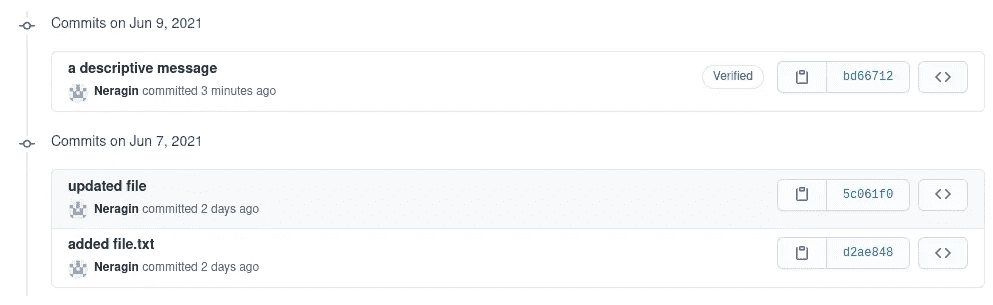 Commits on Jun 9, 2021
a descriptive message
Neragin committed 3 minutes ago
Verified
bd66712
Commits on Jun 7, 2021
updated file
Neragin committed 2 days ago
5c061f0
added file.txt
Neragin committed 2 days ago
d2ae848